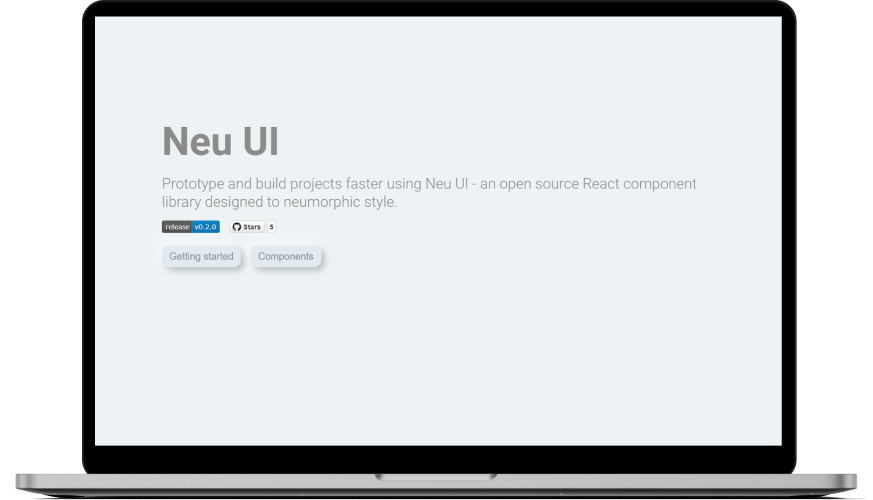 Neu UI
Prototype and build projects faster using Neu UI - an open source React component
library designed to neumorphic style.
release v0.2.0 Stars 5
Getting started Components